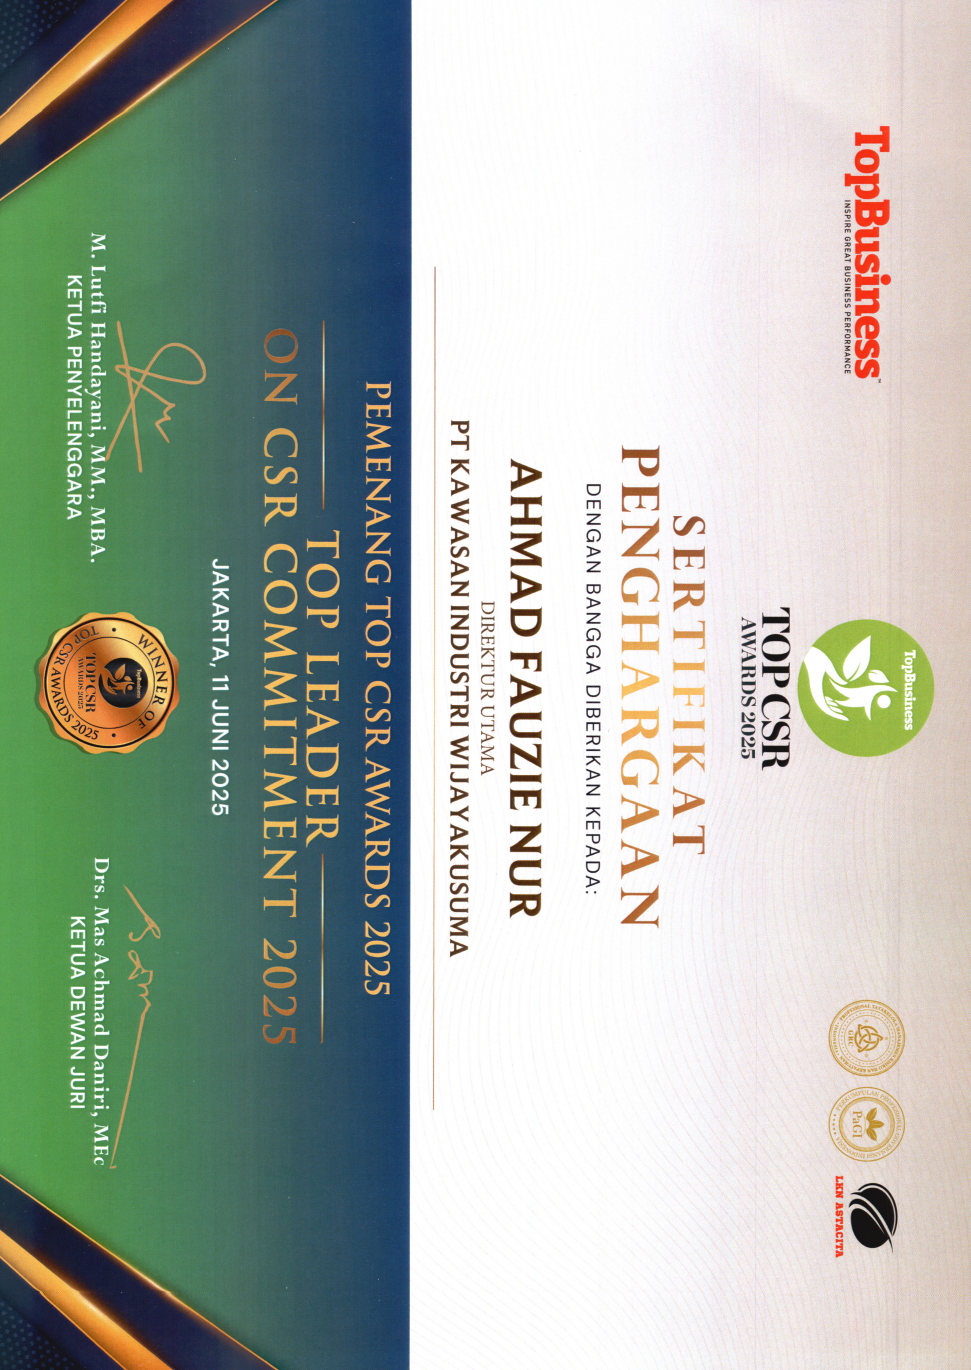 TopBusiness
INSPIRE GREAT BUSINESS PERFORMANCE
TopBusiness
TOP CSR
AWARDS 2025
GRC
PaGI
LKN ASTACITA
SERTIFIKAT
PENGHARGAAN
DENGAN BANGGA DIBERIKAN KEPADA:
AHMAD FAUZIE NUR
DIREKTUR UTAMA
PT KAWASAN INDUSTRI WIJAYAKUSUMA
PEMENANG TOP CSR AWARDS 2025
TOP LEADER
ON CSR COMMITMENT 2025
JAKARTA, 11 JUNI 2025
M. Lutfi Handayani, MM., MBA.
KETUA PENYELENGGARA
WINNER OF
TopBusiness
TOP CSR
AWARDS 2025
TOP CSR AWARDS 2025
Drs. Mas Achmad Daniri, MEc
KETUA DEWAN JURI